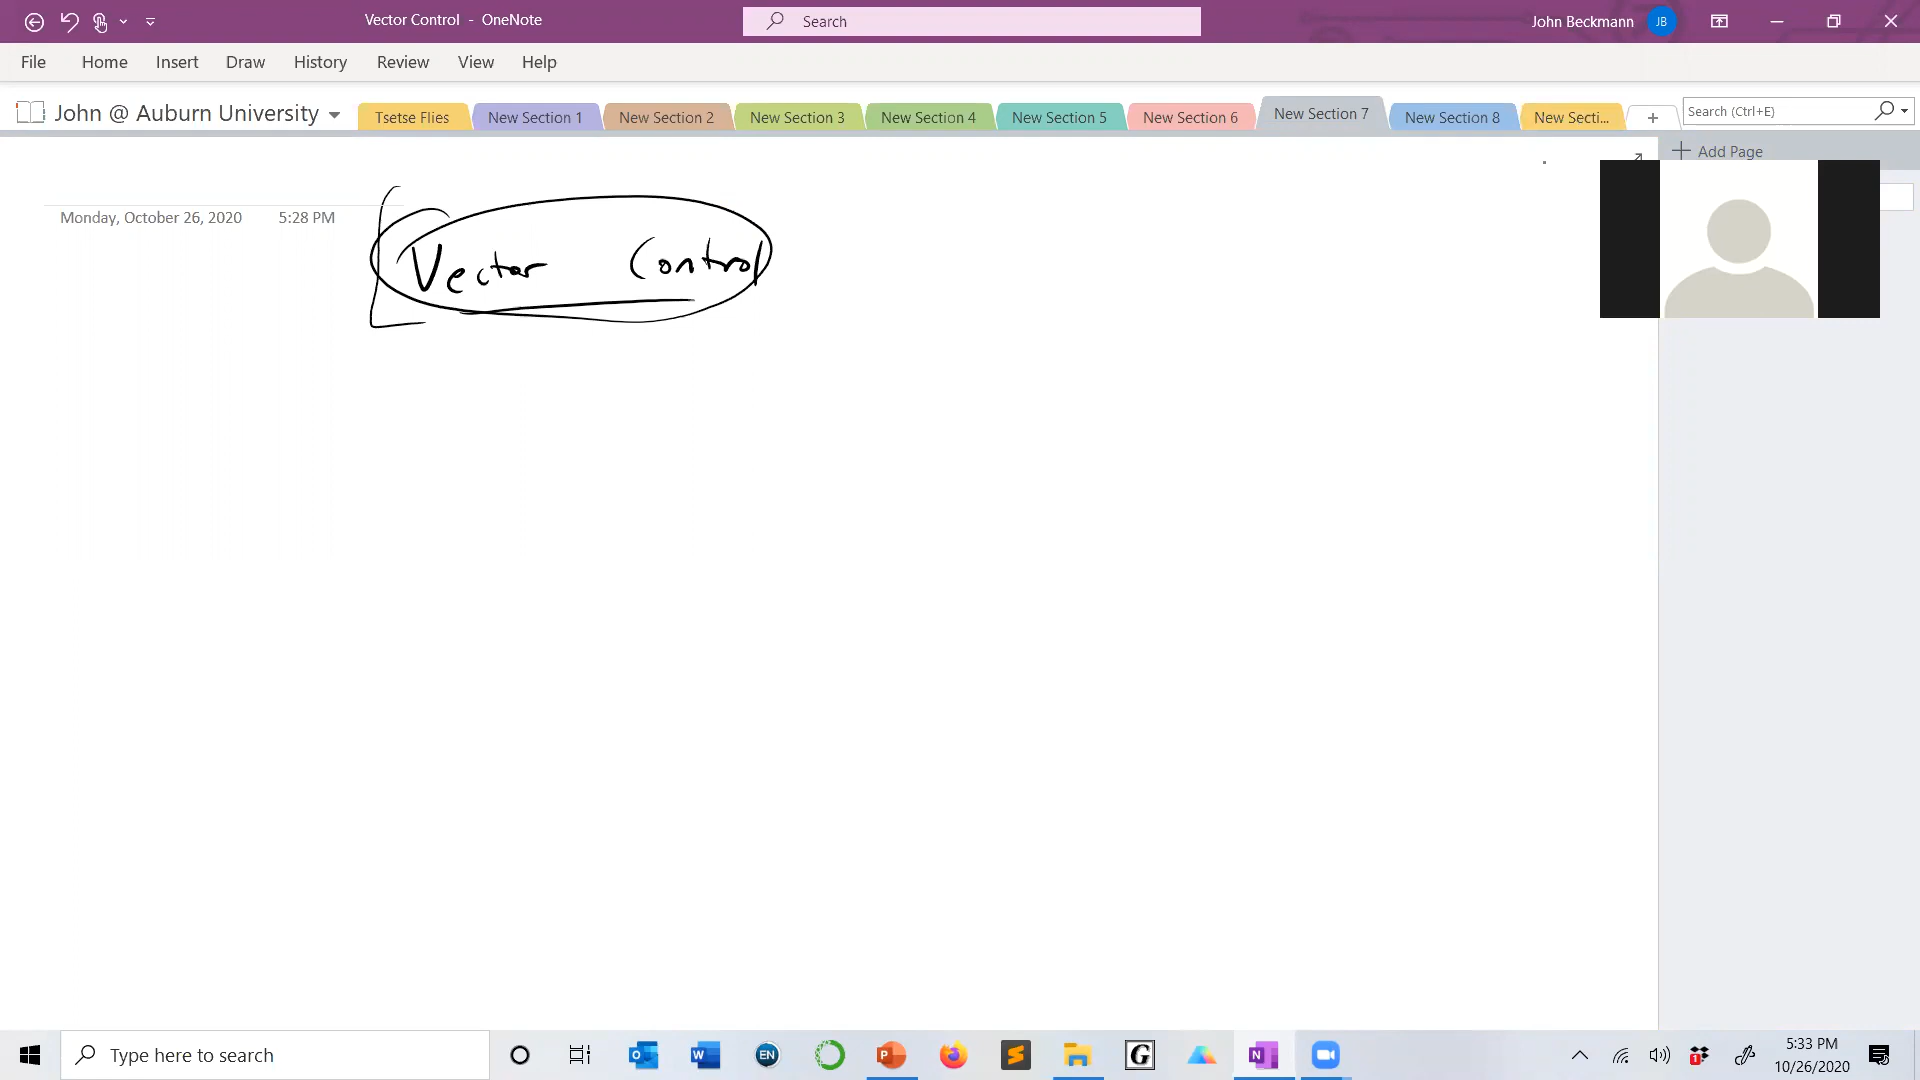 Vector Control - OneNote
Search
John Beckmann
JB
File Home Insert Draw History Review View Help
John @ Auburn University
Tsetse Flies New Section 1 New Section 2 New Section 3 New Section 4 New Section 5 New Section 6 New Section 7 New Section 8 New Secti...
Search (Ctrl+E)
Add Page
Monday, October 26, 2020 5:28 PM
Vector Control
Type here to search
O W EN P S G N
1
5:33 PM
10/26/2020